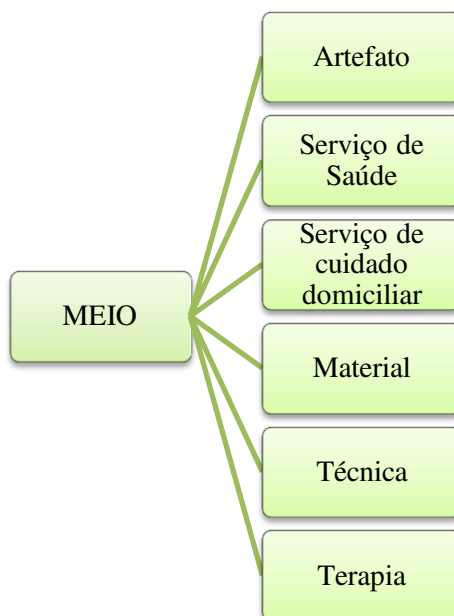 Artefato
Serviço de
Saúde
Serviço de
cuidado
domiciliar
MEIO
Material
Técnica
Terapia